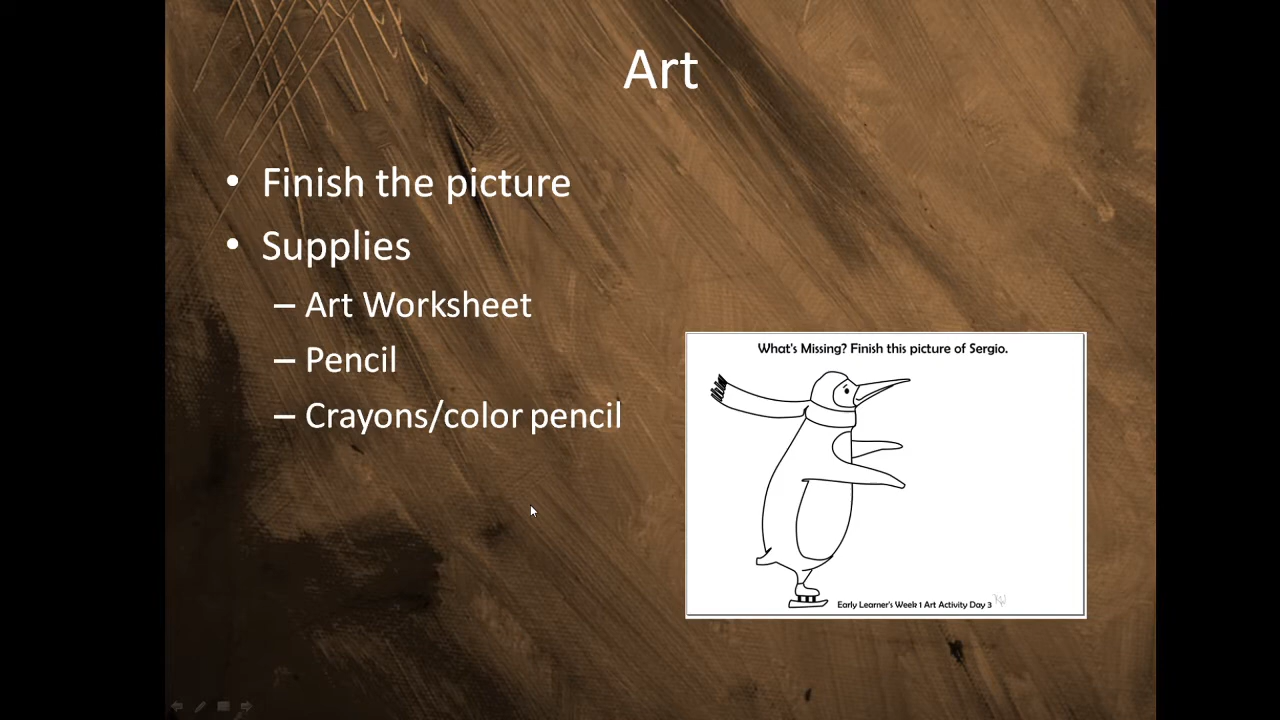 Art
• Finish the picture
• Supplies
– Art Worksheet
– Pencil
– Crayons/color pencil
What's Missing? Finish this picture of Sergio.
Early Learner's Week 1 Art Activity Day 3